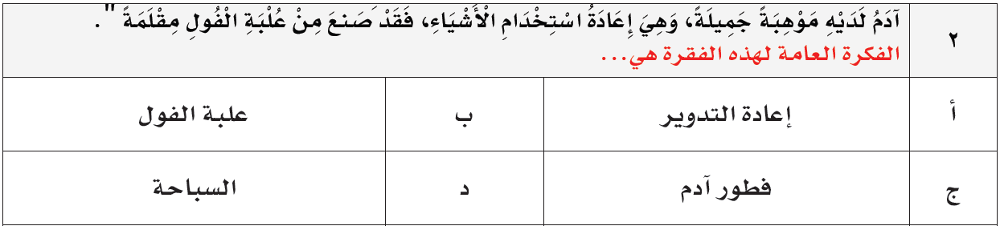 ٢
آدَمُ لَدَيْهِ مَوْهِبَةً جَمِيلَةً، وَهِيَ إِعَادَةُ اسْتِخْدَامِ الْأَشْيَاءِ، فَقَدْ صَنعَ مِنْ عُلْبَةِ الْفُولِ مِقْلَمَةً " .
الفكرة العامة لهذه الفقرة هي...
أ إعادة التدوير ب علبة الفول
ج فطور آدم د السباحة